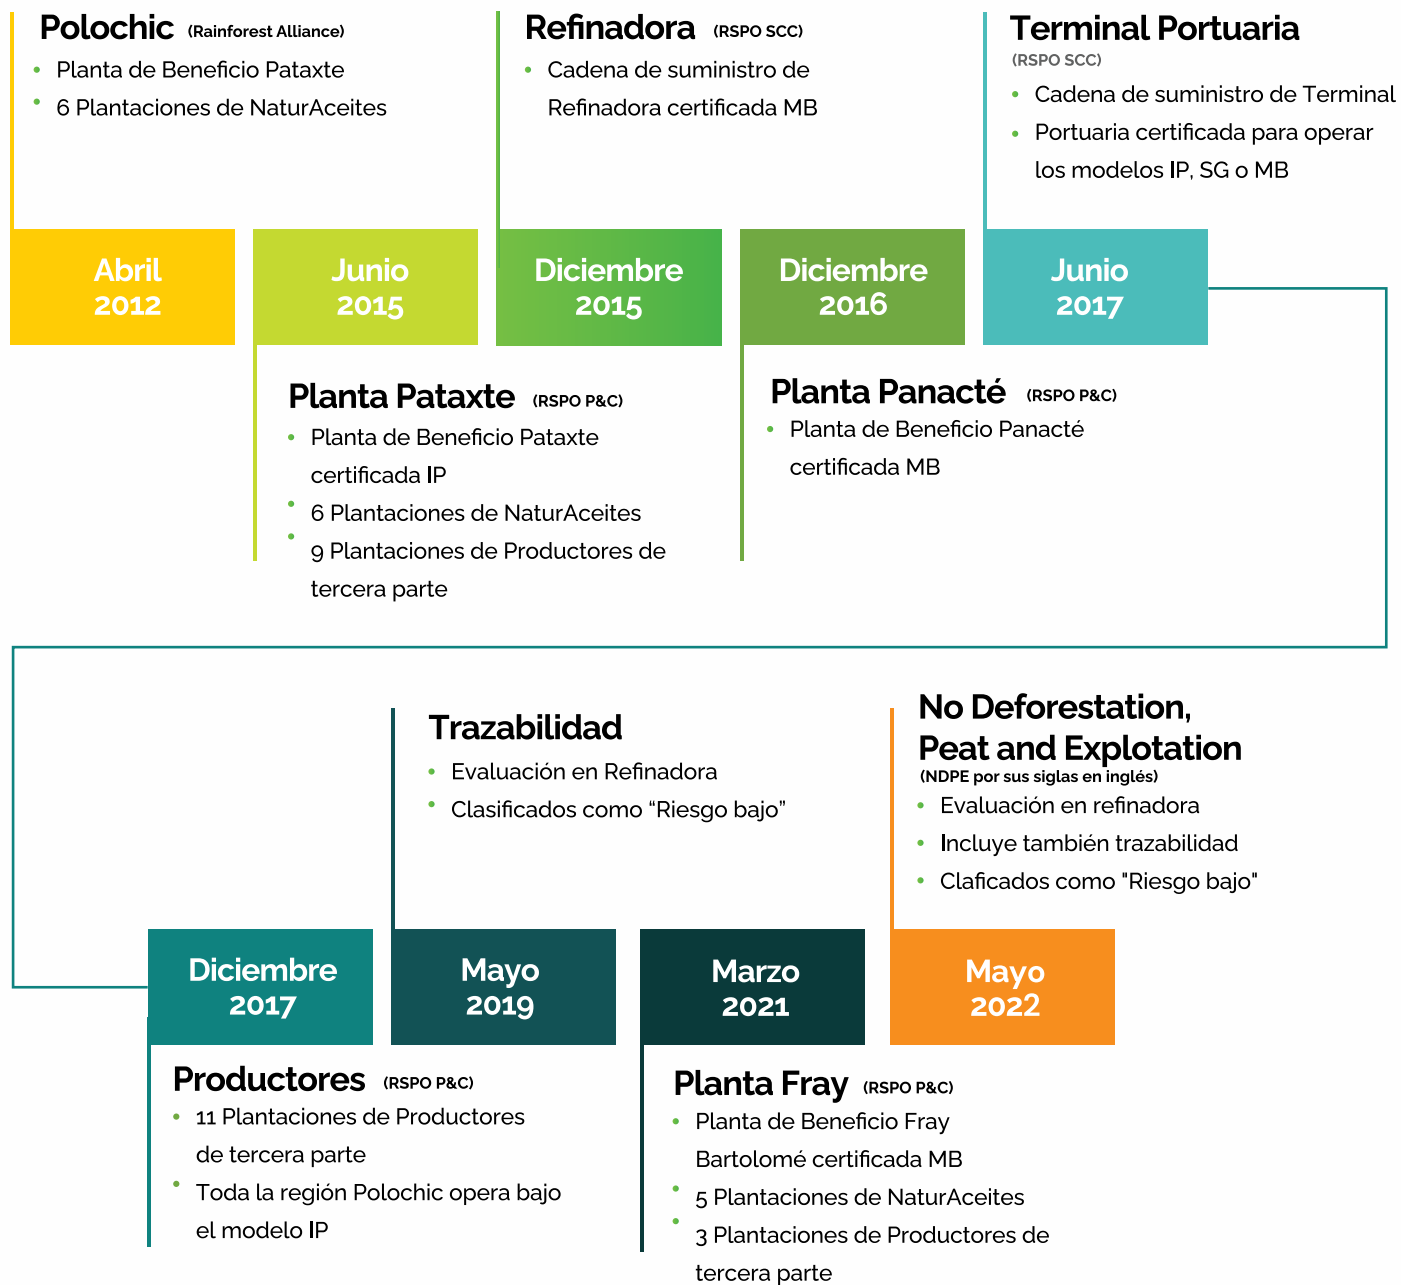 Polochic (Rainforest Alliance)
• Planta de Beneficio Pataxte
• 6 Plantaciones de NaturAceites
Abril
2012
Junio
2015
Planta Pataxte (RSPO P&C)
• Planta de Beneficio Pataxte
certificada IP
• 6 Plantaciones de NaturAceites
• 9 Plantaciones de Productores de
tercera parte
Refinadora (RSPO SCC)
• Cadena de suministro de
Refinadora certificada MB
Diciembre
2015
Diciembre
2016
Planta Panacté (RSPO P&C)
• Planta de Beneficio Panacté
certificada MB
Terminal Portuaria
(RSPO SCC)
• Cadena de suministro de Terminal
• Portuaria certificada para operar
los modelos IP, SG o MB
Junio
2017
Diciembre
2017
Productores (RSPO P&C)
• 11 Plantaciones de Productores
de tercera parte
• Toda la región Polochic opera bajo
el modelo IP
Trazabilidad
• Evaluación en Refinadora
• Clasificados como “Riesgo bajo”
Mayo
2019
Marzo
2021
Planta Fray (RSPO P&C)
• Planta de Beneficio Fray
Bartolomé certificada MB
• 5 Plantaciones de NaturAceites
• 3 Plantaciones de Productores de
tercera parte
No Deforestation,
Peat and Explotation
(NDPE por sus siglas en inglés)
• Evaluación en refinadora
• Incluye también trazabilidad
• Claficados como "Riesgo bajo"
Mayo
2022